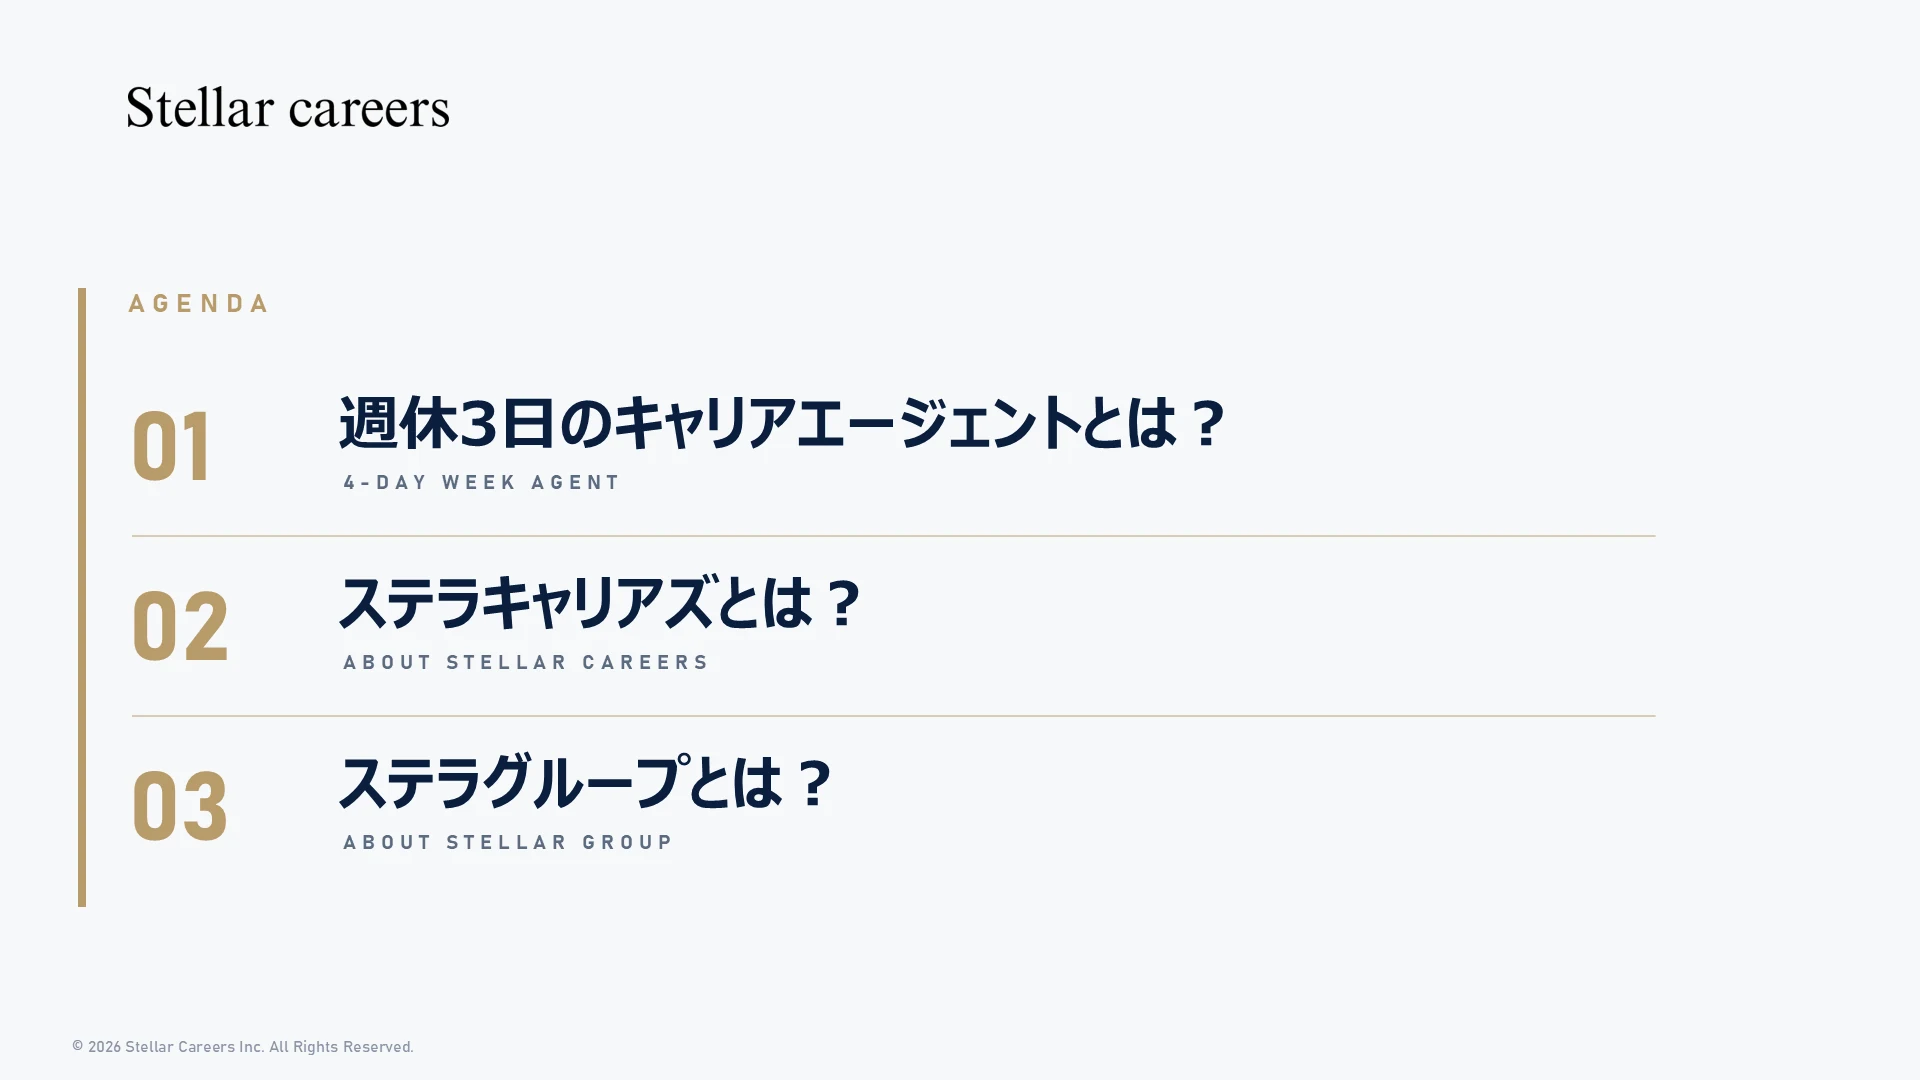 Stellar careers
AGENDA
01
週休3日のキャリアエージェントとは？
4-DAY WEEK AGENT
02
ステラキャリアズとは？
ABOUT STELLAR CAREERS
03
ステラグループとは？
ABOUT STELLAR GROUP
© 2026 Stellar Careers Inc. All Rights Reserved.